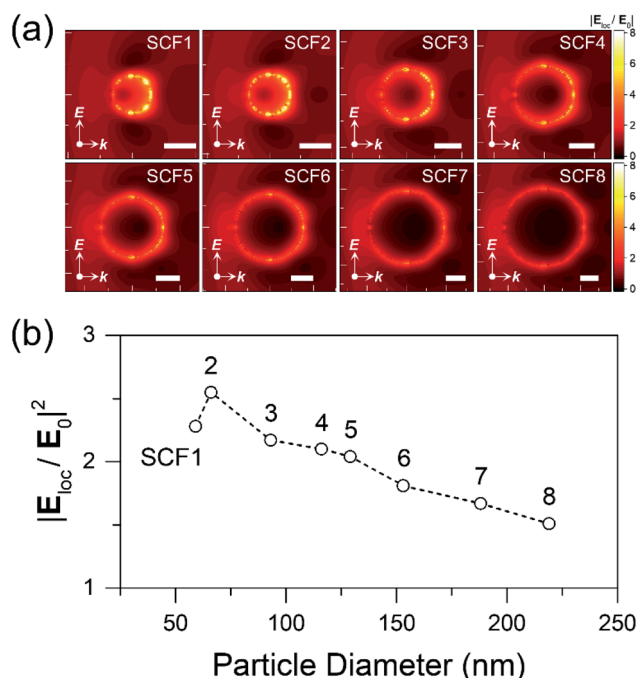 (a)
|E_loc / E_0|
SCF1 SCF2 SCF3 SCF4
8
6
4
2
0
E E E E
k k k k
SCF5 SCF6 SCF7 SCF8
8
6
4
2
0
E E E E
k k k k
(b)
3
2
1
|E_loc / E_0|²
SCF1
2
3
4
5
6
7
8
50 100 150 200 250
Particle Diameter (nm)